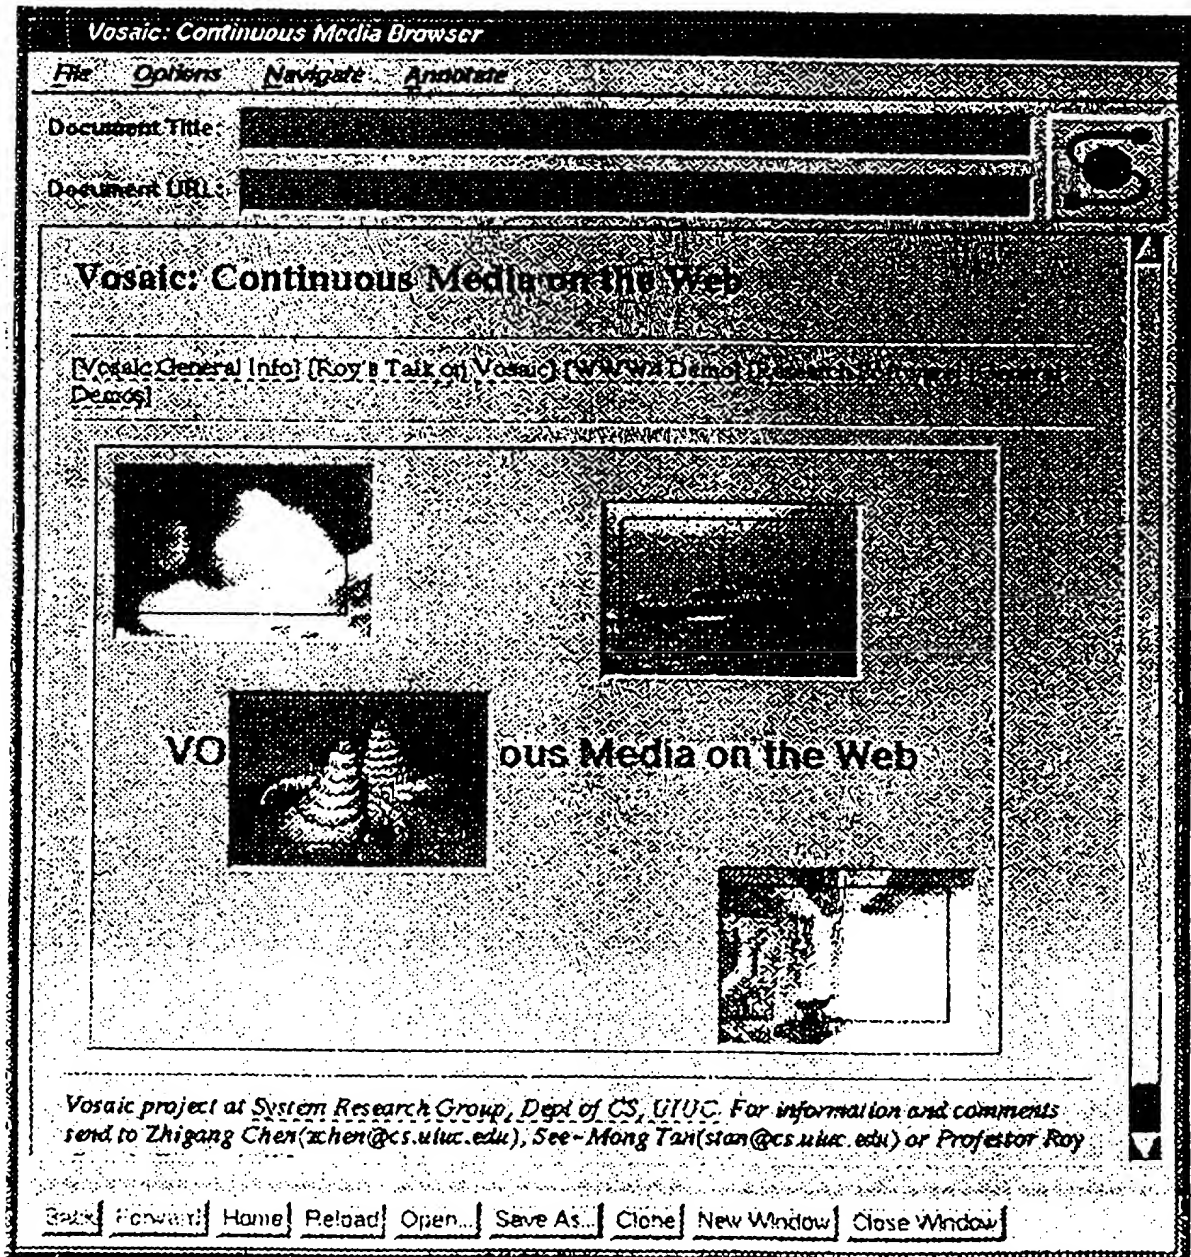 Vosaic: Continuous Media Browser
File Options Navigate Annotate
Document Title:
Document URL:
Vosaic: Continuous Media on the Web
[Vosaic General Info] [Roy's Talk on Vosaic] [WWW4 Demo] [Research Software] [General
Demos]
VO ous Media on the Web
Vosaic project at System Research Group, Dept of CS, UIUC. For information and comments
send to Zhigang Chen(zchen@cs.uiuc.edu), See-Mong Tan(stan@cs.uiuc.edu) or Professor Roy
Back Forward Home Reload Open... Save As... Clone New Window Close Window